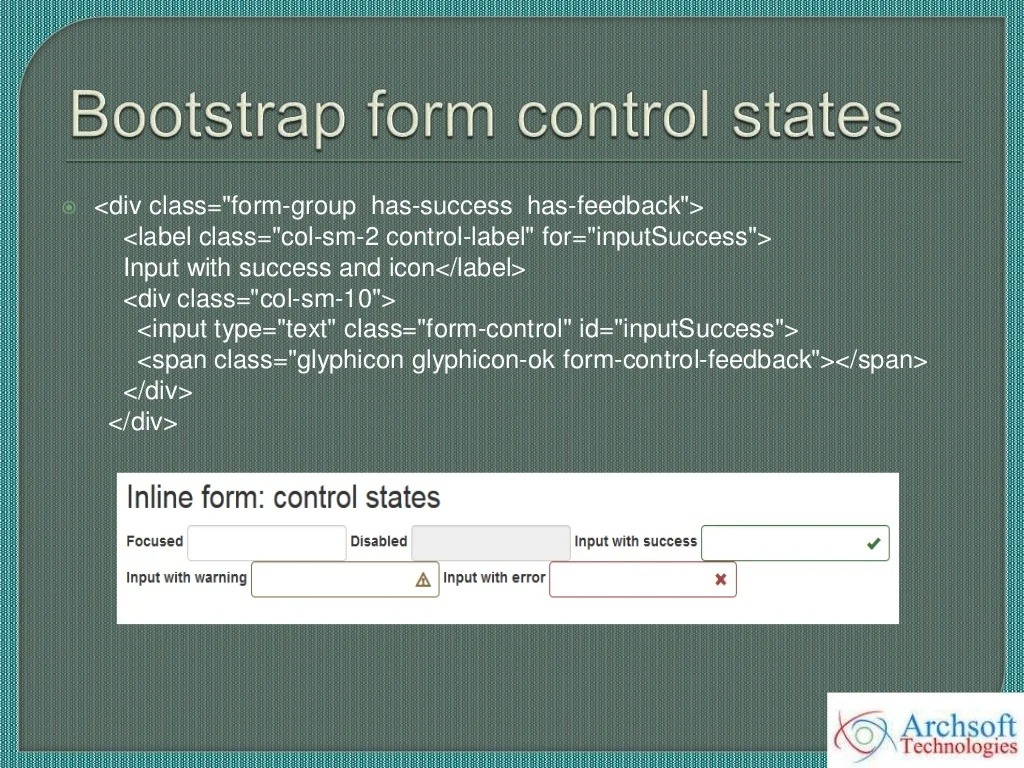 Bootstrap form control states
<div class="form-group  has-success  has-feedback">
<label class="col-sm-2 control-label" for="inputSuccess">
Input with success and icon</label>
<div class="col-sm-10">
<input type="text" class="form-control" id="inputSuccess">
<span class="glyphicon glyphicon-ok form-control-feedback"></span>
</div>
</div>
Inline form: control states
Focused Disabled Input with success
Input with warning Input with error
Archsoft
Technologies